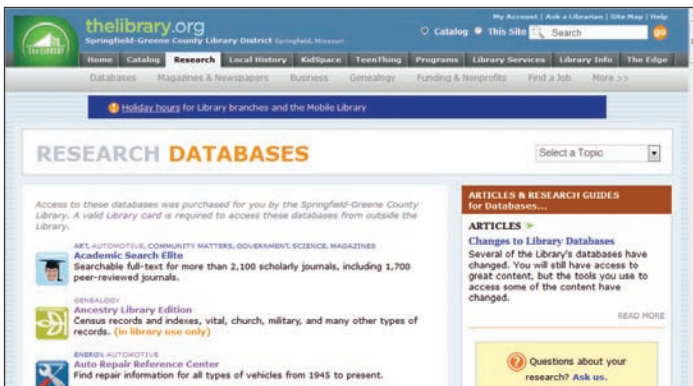 thelibrary.org
Springfield-Greene County Library District Springfield, Missouri
My Account | Ask a Librarian | Site Map | Help
Catalog This Site Search go
THE LIBRARY
Home Catalog Research Local History KidSpace TeenThing Programs Library Services Library Info The Edge
Databases Magazines & Newspapers Business Genealogy Funding & Nonprofits Find a Job More >>
Holiday hours for Library branches and the Mobile Library
RESEARCH DATABASES
Select a Topic
Access to these databases was purchased for you by the Springfield-Greene County
Library. A valid Library card is required to access these databases from outside the
Library.
ART, AUTOMOTIVE, COMMUNITY MATTERS, GOVERNMENT, SCIENCE, MAGAZINES
Academic Search Elite
Searchable full-text for more than 2,100 scholarly journals, including 1,700
peer-reviewed journals.
GENEALOGY
Ancestry Library Edition
Census records and indexes, vital, church, military, and many other types of
records. (in library use only)
ENERGY, AUTOMOTIVE
Auto Repair Reference Center
Find repair information for all types of vehicles from 1945 to present.
ARTICLES & RESEARCH GUIDES
for Databases...
ARTICLES
Changes to Library Databases
Several of the Library's databases have
changed. You will still have access to
great content, but the tools you use to
access some of the content have
changed.
READ MORE
Questions about your
research? Ask us.